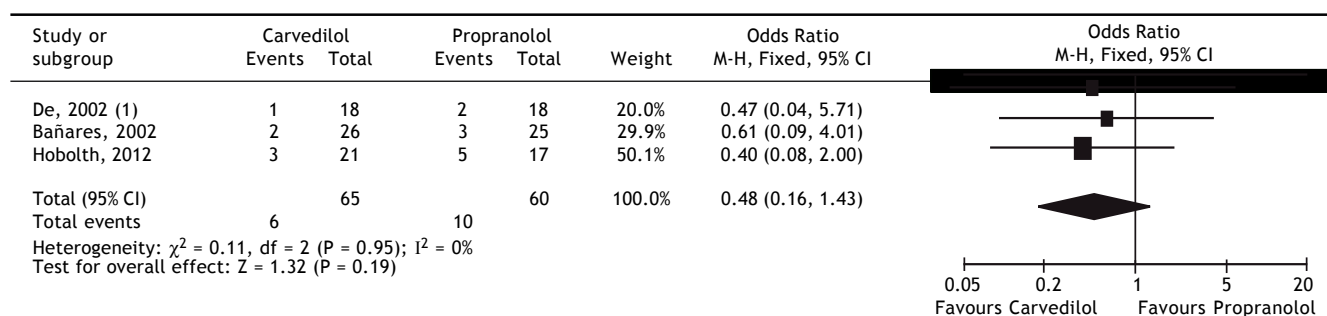 Study or Carvedilol Propranolol Odds Ratio Odds Ratio
subgroup Events Total Events Total Weight M-H, Fixed, 95% CI M-H, Fixed, 95% CI
De, 2002 (1) 1 18 2 18 20.0% 0.47 (0.04, 5.71)
Bañares, 2002 2 26 3 25 29.9% 0.61 (0.09, 4.01)
Hobolth, 2012 3 21 5 17 50.1% 0.40 (0.08, 2.00)
Total (95% CI) 65 60 100.0% 0.48 (0.16, 1.43)
Total events 6 10
Heterogeneity: χ² = 0.11, df = 2 (P = 0.95); I² = 0%
Test for overall effect: Z = 1.32 (P = 0.19)
0.05 0.2 1 5 20
Favours Carvedilol Favours Propranolol